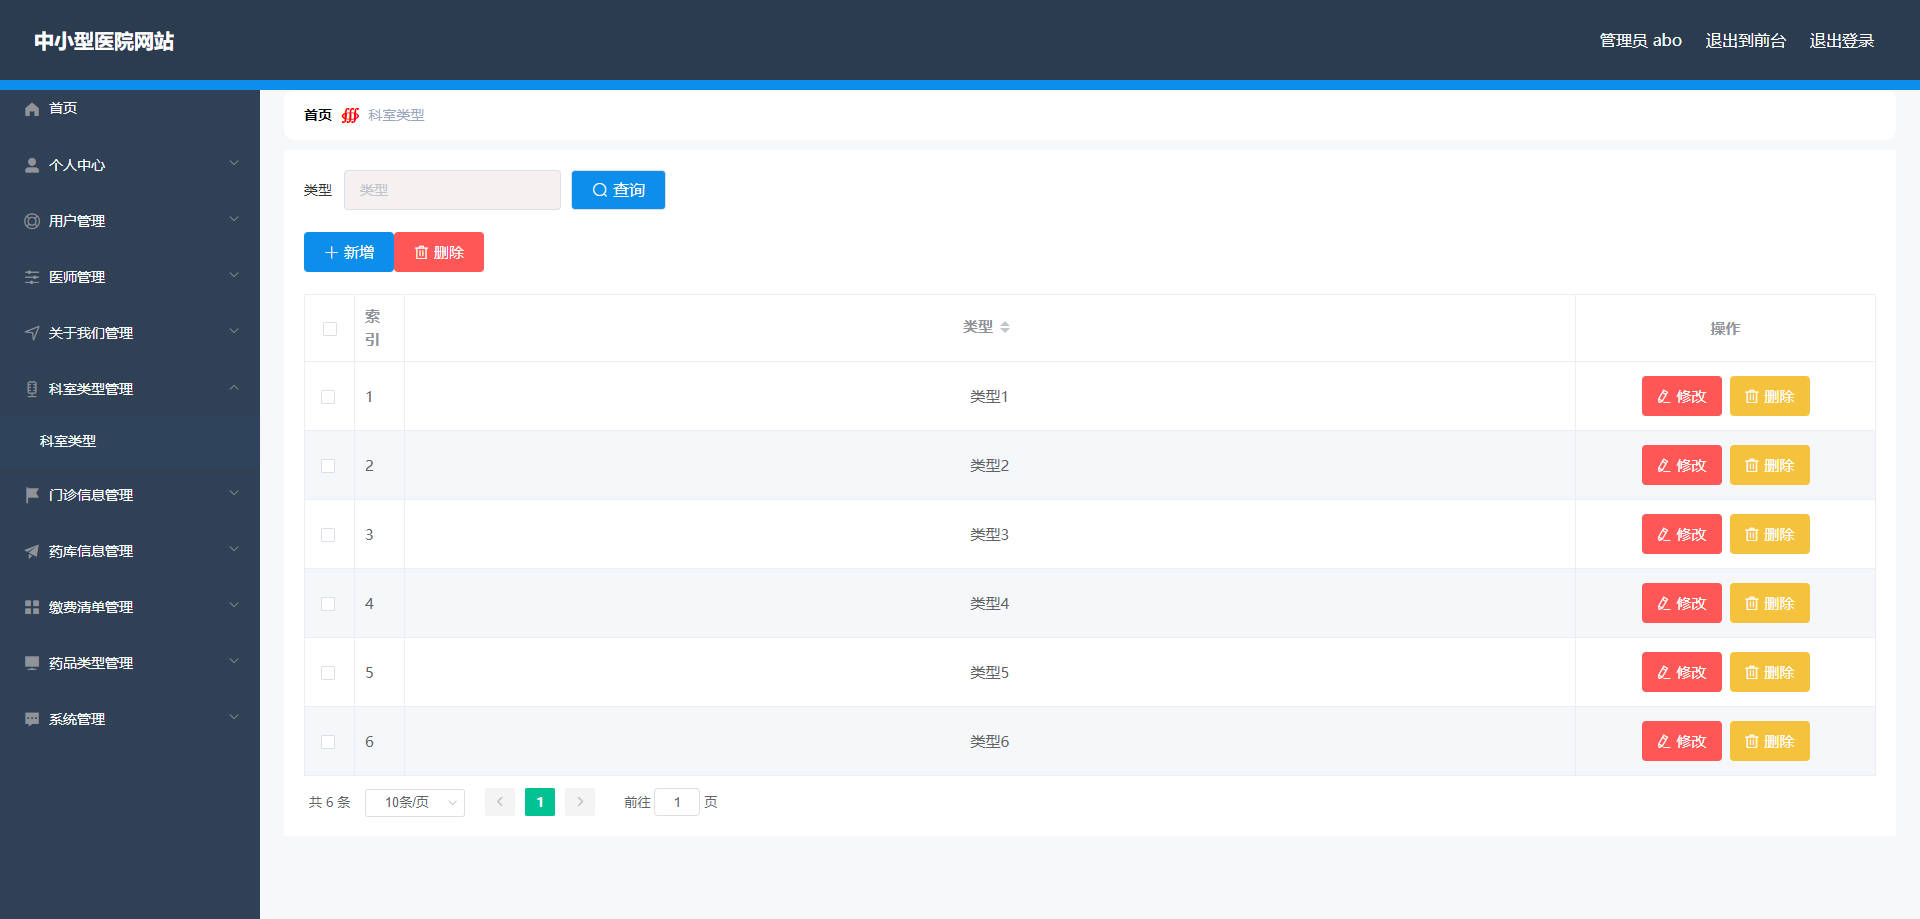 中小型医院网站
管理员 abo 退出到前台 退出登录
首页
个人中心
用户管理
医师管理
关于我们管理
科室类型管理
科室类型
门诊信息管理
药库信息管理
缴费清单管理
药品类型管理
系统管理
首页 科室类型
类型 类型 查询
新增 删除
索引 类型 操作
1 类型1 修改 删除
2 类型2 修改 删除
3 类型3 修改 删除
4 类型4 修改 删除
5 类型5 修改 删除
6 类型6 修改 删除
共 6 条 10条/页 1 前往 1 页